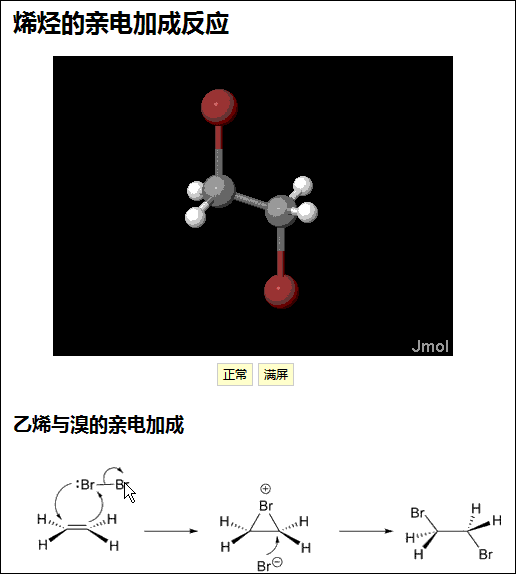 烯烃的亲电加成反应
Jmol
正常 满屏
乙烯与溴的亲电加成
:Br Br
H H
H H
⊕
Br
H H
H H
Br⊖
Br H
H H
H Br